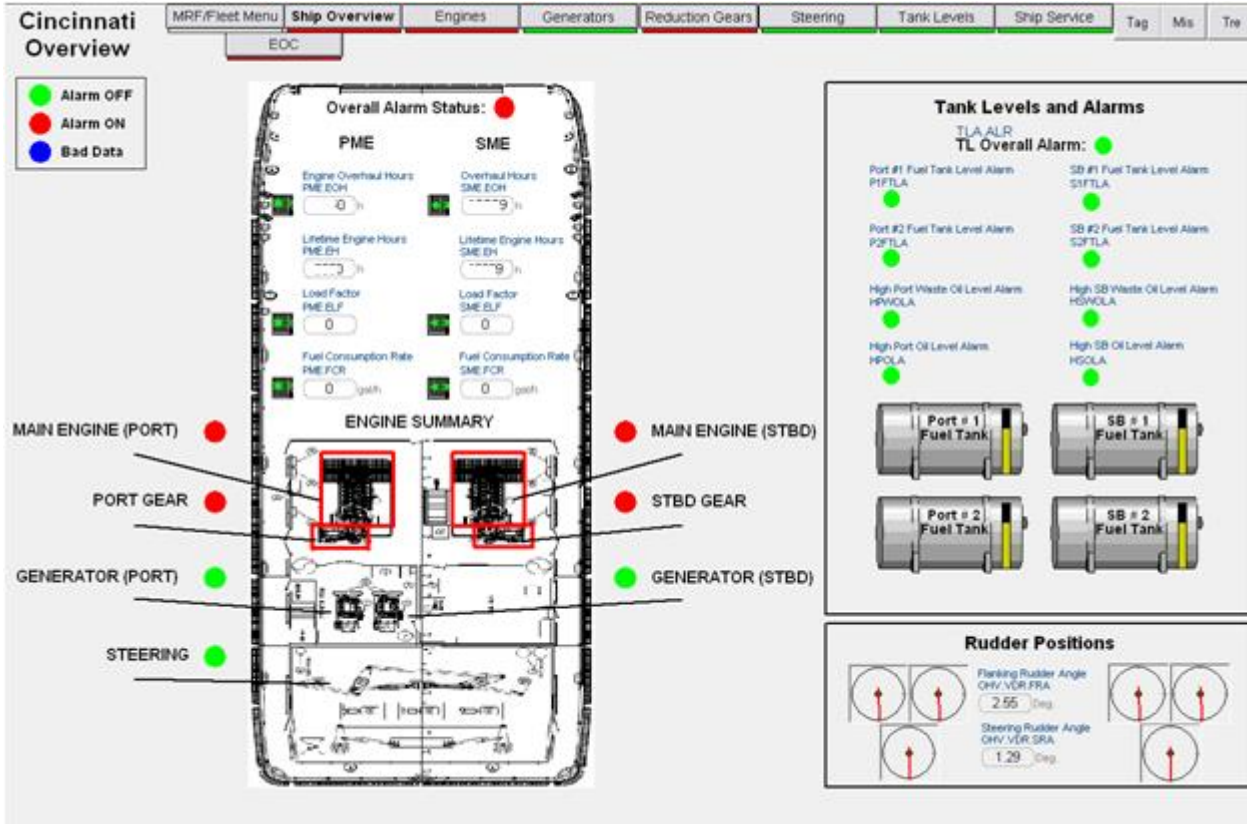 Cincinnati
Overview
MRF/Fleet Menu
Ship Overview
Engines
Generators
Reduction Gears
Steering
Tank Levels
Ship Service
Tag
Mis
Tre
EOC
Alarm OFF
Alarm ON
Bad Data
Overall Alarm Status:
PME
SME
Engine Overhaul Hours
PME.EOH
h
Overhaul Hours
SME.EOH
h
Lifetime Engine Hours
PME.EH
h
Lifetime Engine Hours
SME.EH
h
Load Factor
PME.ELF
0
Load Factor
SME.ELF
0
Fuel Consumption Rate
PME.FCR
0 gal/h
Fuel Consumption Rate
SME.FCR
0 gal/h
ENGINE SUMMARY
MAIN ENGINE (PORT)
MAIN ENGINE (STBD)
PORT GEAR
STBD GEAR
GENERATOR (PORT)
GENERATOR (STBD)
STEERING
Tank Levels and Alarms
TLA.ALR
TL Overall Alarm:
Port #1 Fuel Tank Level Alarm
P1FTLA
SB #1 Fuel Tank Level Alarm
S1FTLA
Port #2 Fuel Tank Level Alarm
P2FTLA
SB #2 Fuel Tank Level Alarm
S2FTLA
High Port Waste Oil Level Alarm
HPWOLA
High SB Waste Oil Level Alarm
HSWOLA
High Port Oil Level Alarm
HPOLA
High SB Oil Level Alarm
HSOLA
Port # 1
Fuel Tank
SB # 1
Fuel Tank
Port # 2
Fuel Tank
SB # 2
Fuel Tank
Rudder Positions
Flanking Rudder Angle
OHV.VDR.FRA
2.55 Deg.
Steering Rudder Angle
OHV.VDR.SRA
1.29 Deg.